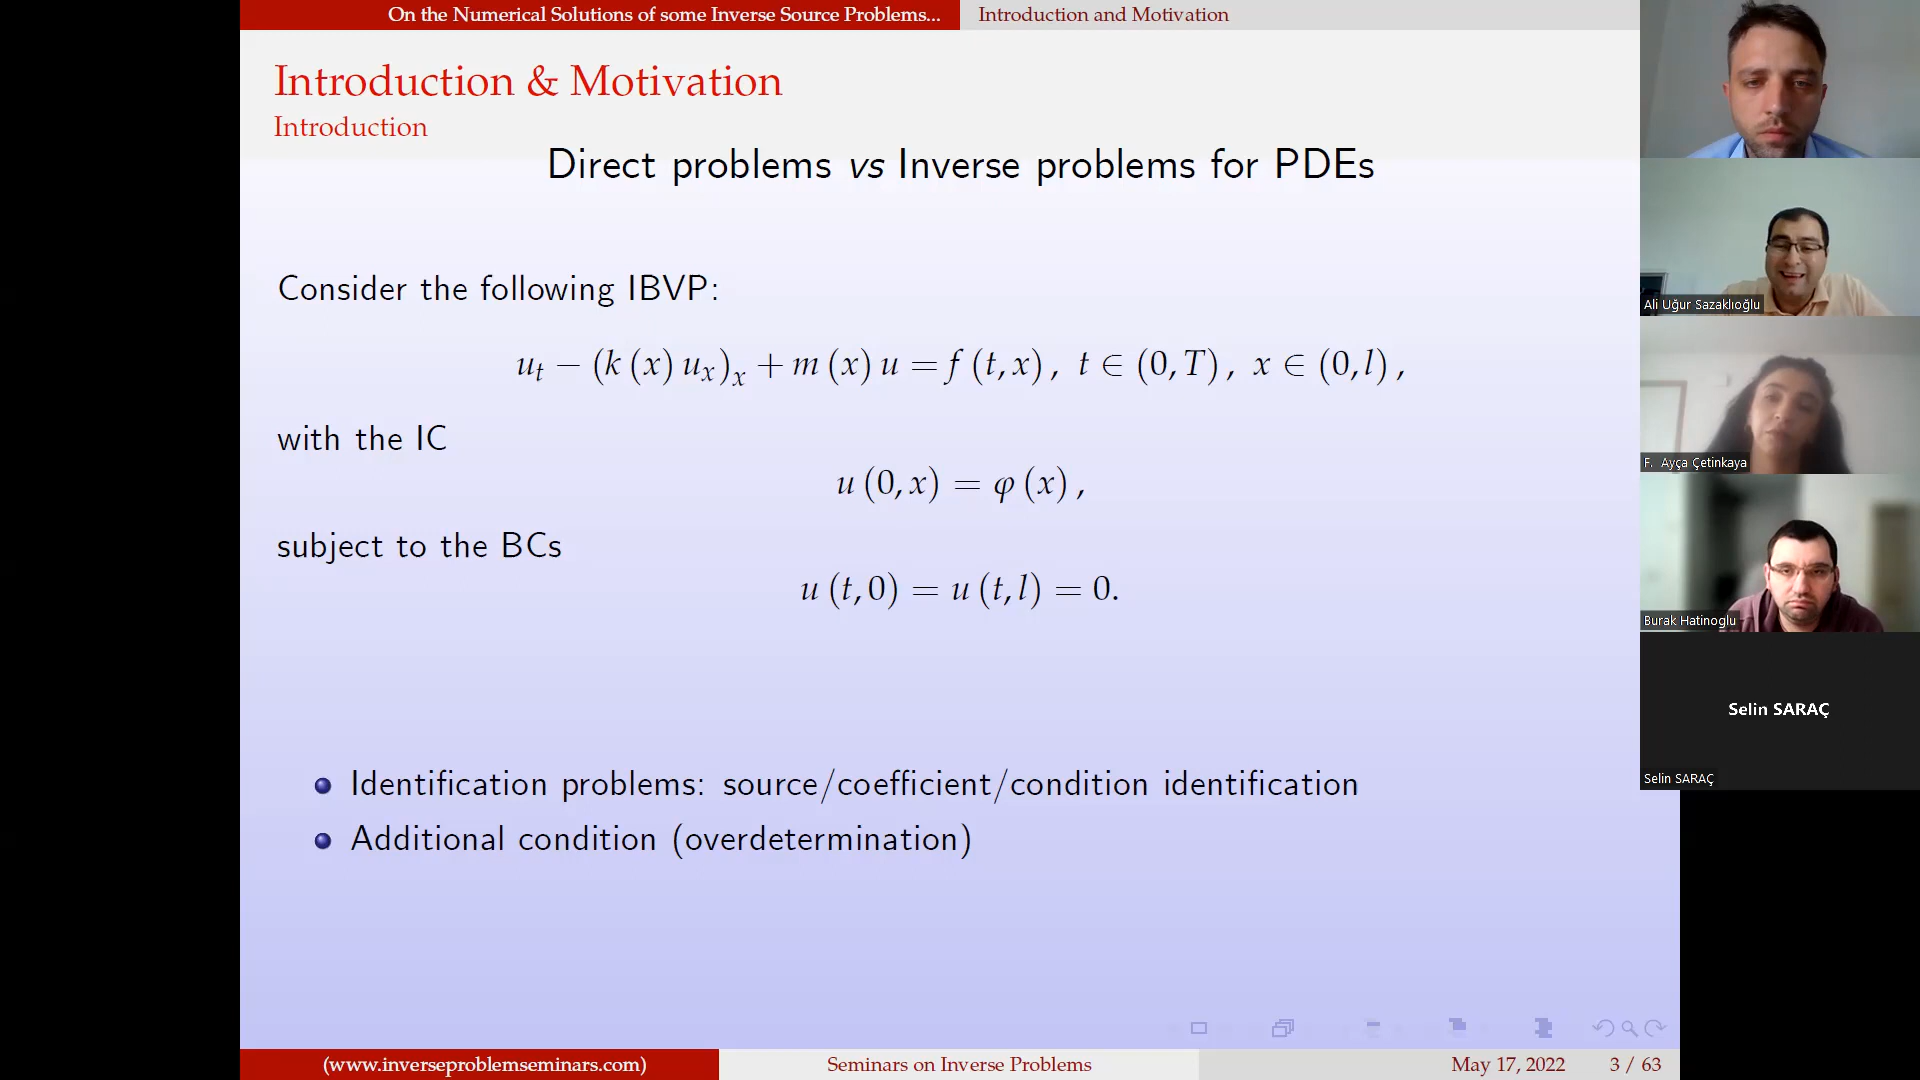 On the Numerical Solutions of some Inverse Source Problems...
Introduction and Motivation
Introduction & Motivation
Introduction
Direct problems vs Inverse problems for PDEs
Consider the following IBVP:
u_t − (k (x) u_x)_x + m (x) u = f (t, x) , t ∈ (0, T) , x ∈ (0, l) ,
with the IC
u (0, x) = φ (x) ,
subject to the BCs
u (t, 0) = u (t, l) = 0.
Identification problems: source/coefficient/condition identification
Additional condition (overdetermination)
(www.inverseproblemseminars.com)
Seminars on Inverse Problems
May 17, 2022
3 / 63
Ali Uğur Sazaklıoğlu
F. Ayça Çetinkaya
Burak Hatinoglu
Selin SARAÇ
Selin SARAÇ